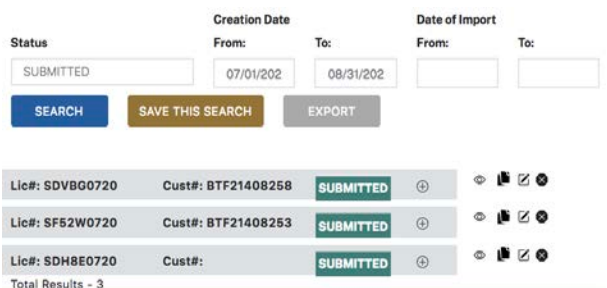 Creation Date Date of Import
Status From: To: From: To:
SUBMITTED 07/01/202 08/31/202
SEARCH SAVE THIS SEARCH EXPORT
Lic#: SDVBG0720 Cust#: BTF21408258 SUBMITTED
Lic#: SF52W0720 Cust#: BTF21408253 SUBMITTED
Lic#: SDH8E0720 Cust#: SUBMITTED
Total Results - 3